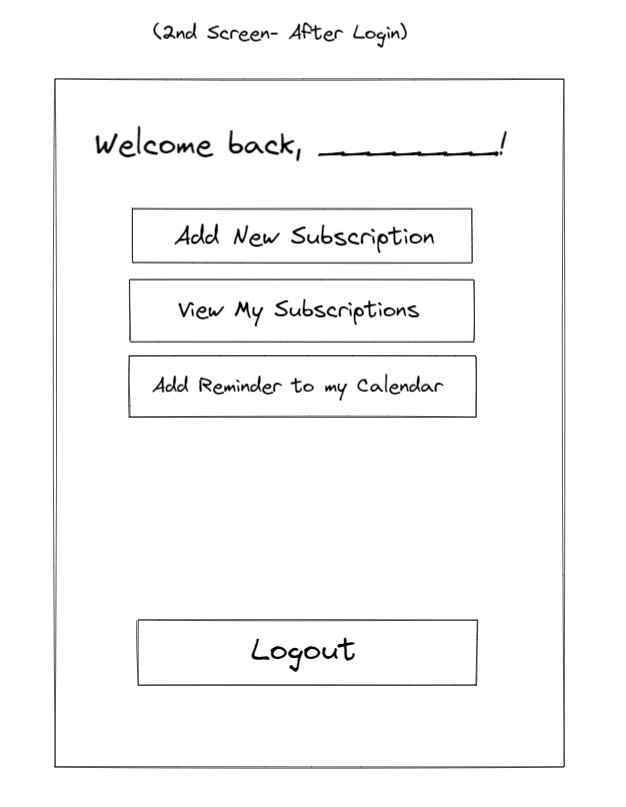 (2nd Screen- After Login)
Welcome back, ________!
Add New Subscription
View My Subscriptions
Add Reminder to my Calendar
Logout